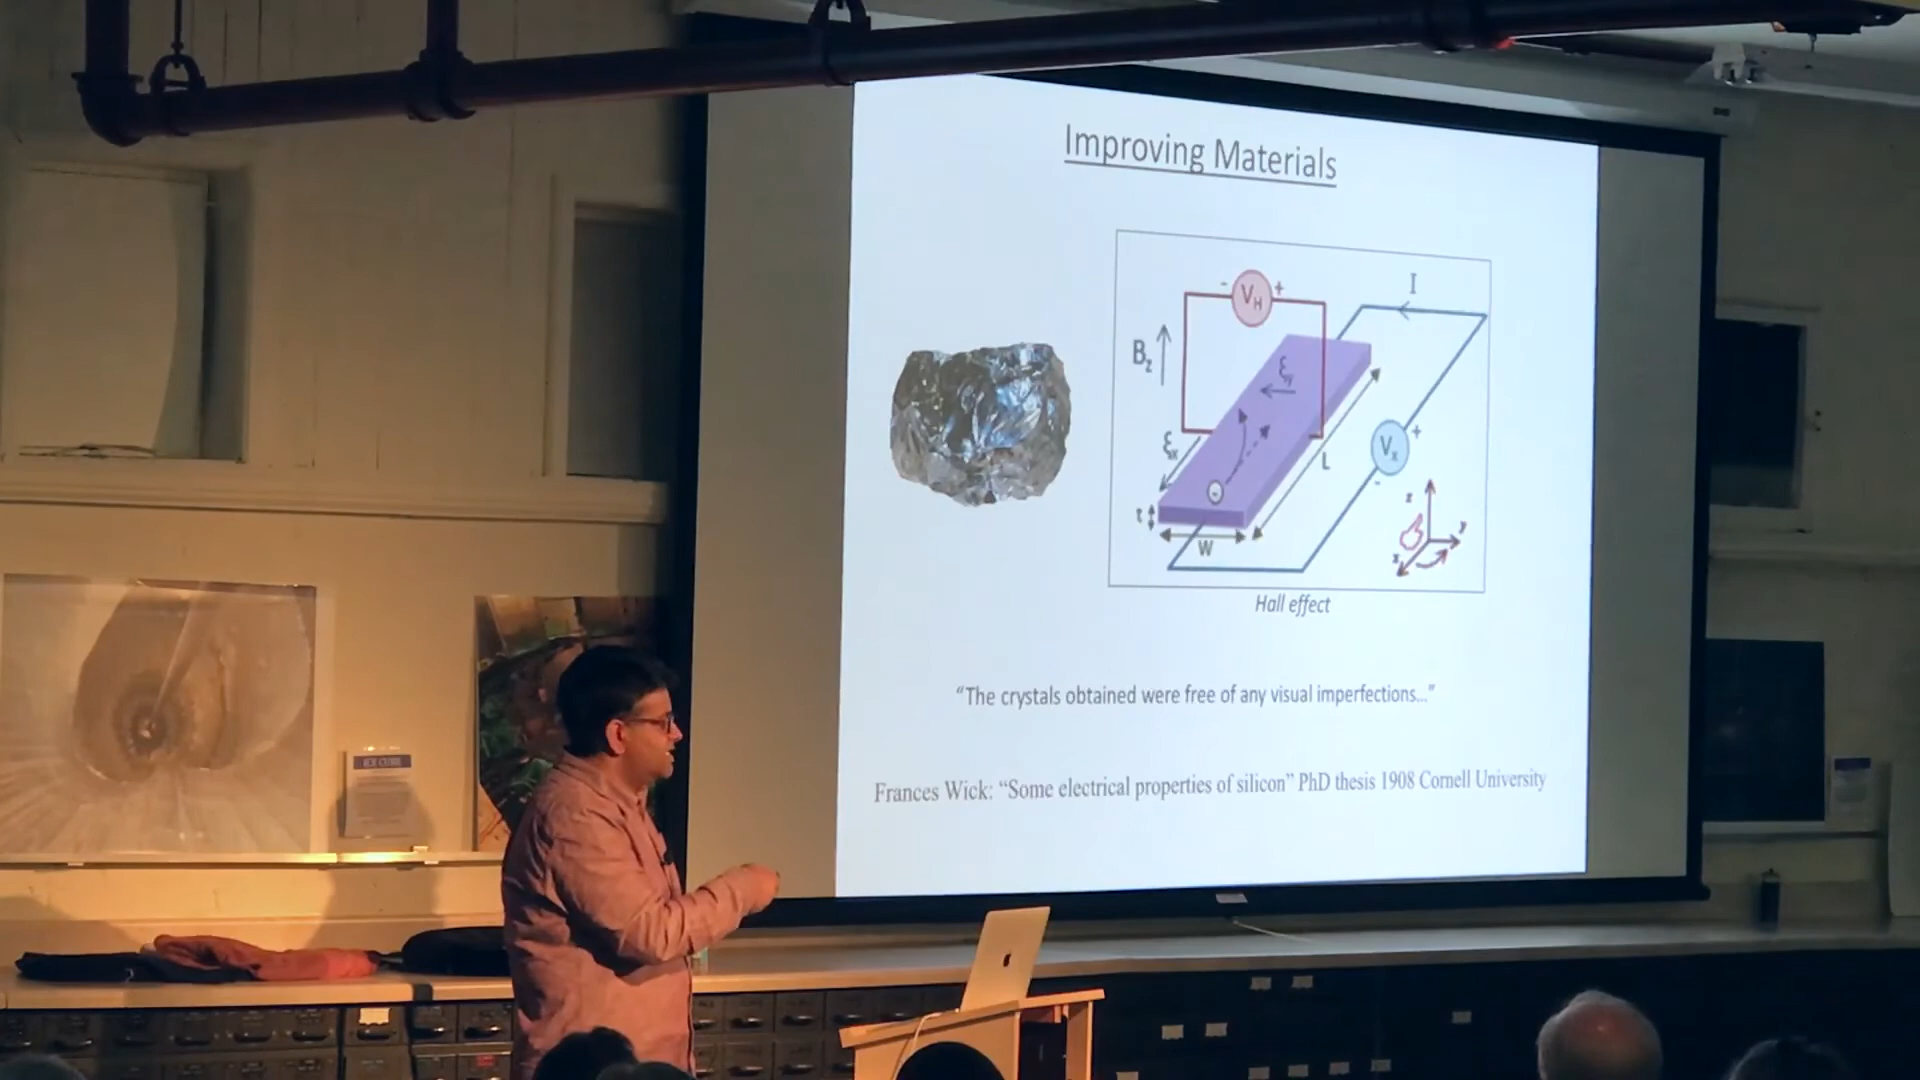 Improving Materials
I
- V_H +
B_z
ξ_y
ξ_x
V_x
+
-
L
t
W
z
y
x
Hall effect
“The crystals obtained were free of any visual imperfections...”
Frances Wick: “Some electrical properties of silicon” PhD thesis 1908 Cornell University